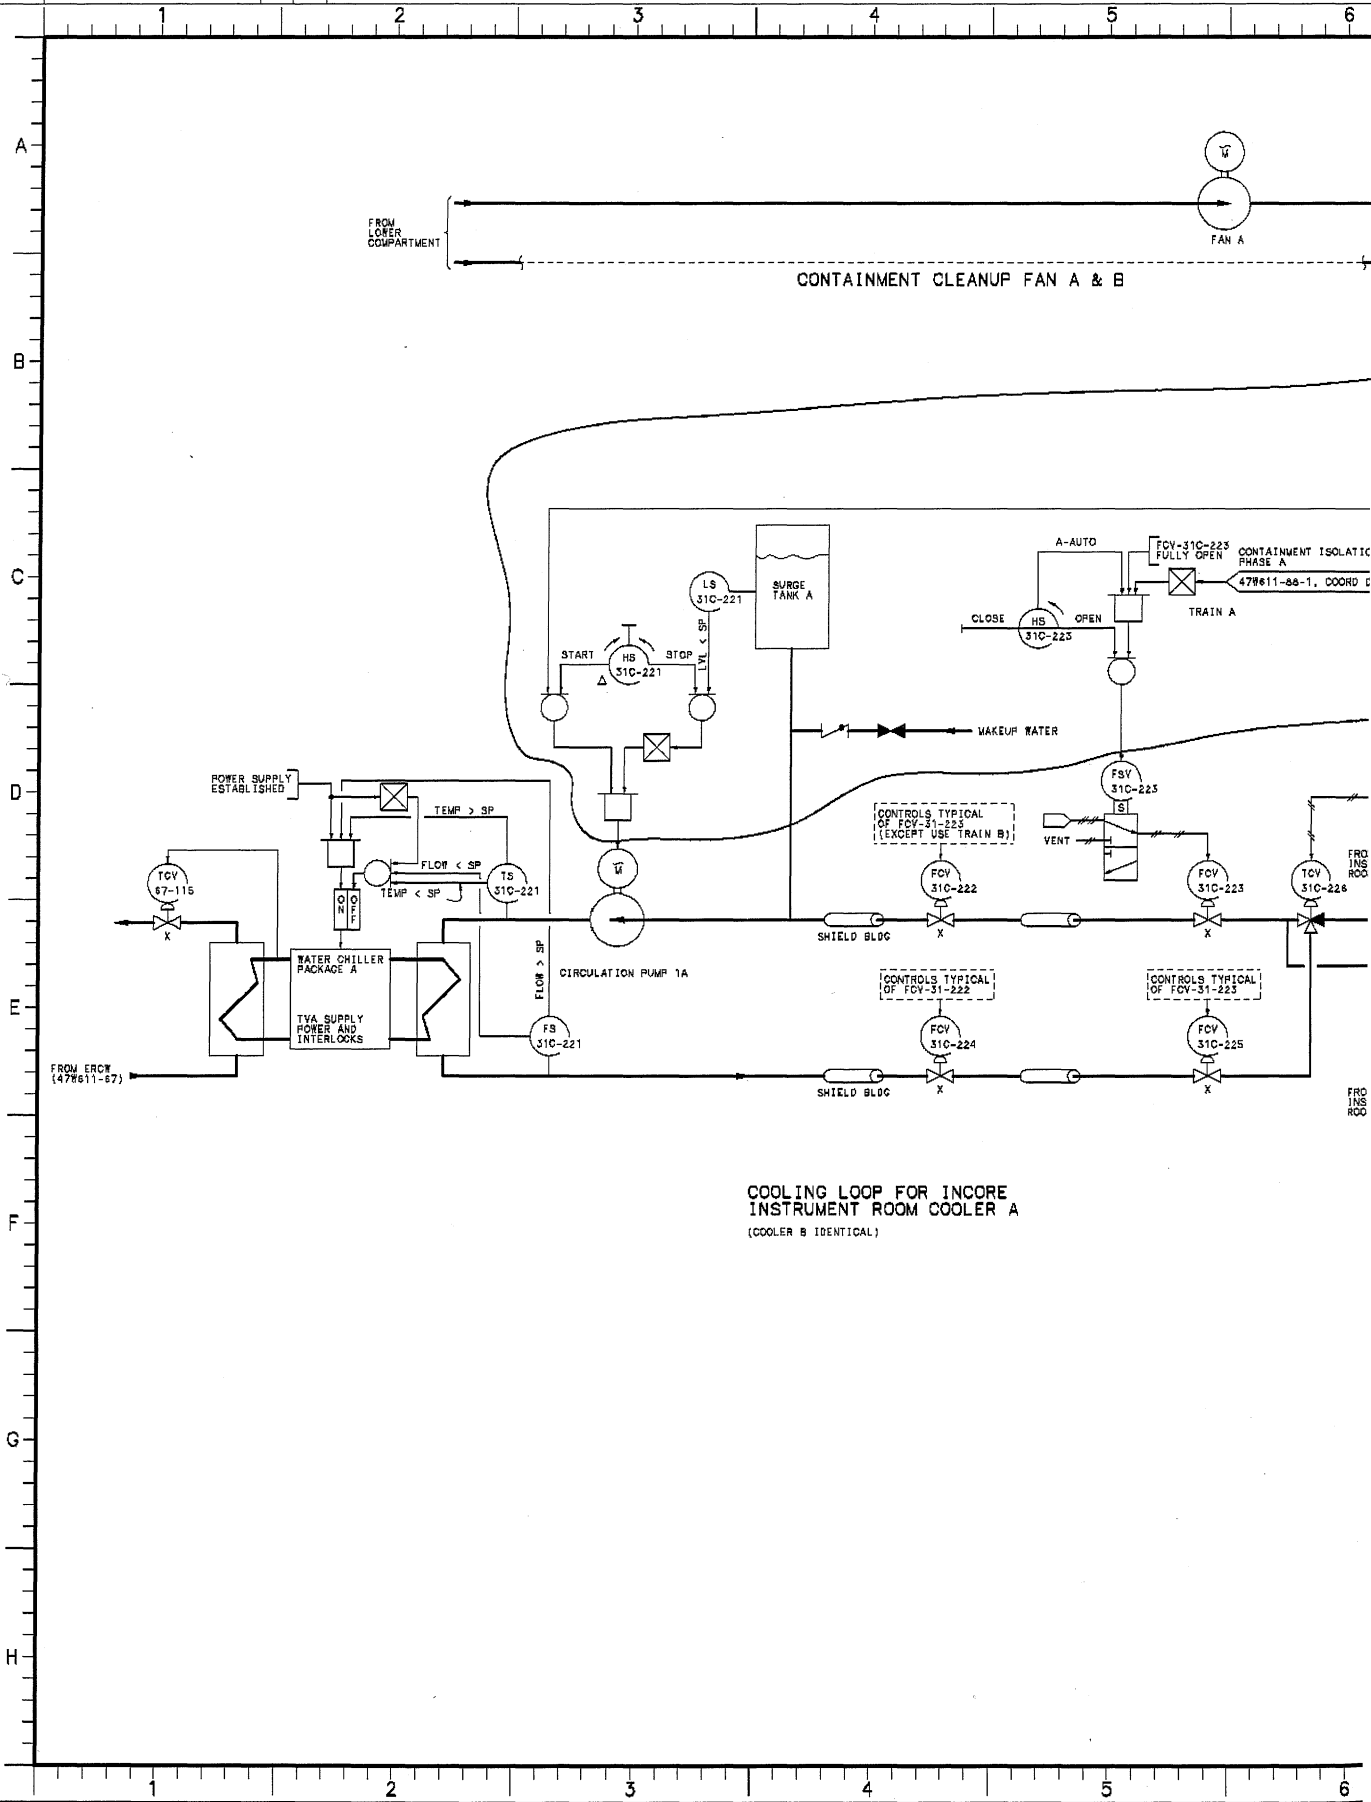 1 2 3 4 5 6
A
M
FAN A
FROM
LOWER
COMPARTMENT
CONTAINMENT CLEANUP FAN A & B
B
C
A-AUTO
FCV-31C-223
FULLY OPEN
CONTAINMENT ISOLATIO
PHASE A
47W611-88-1, COORD
TRAIN A
LS
31C-221
SURGE
TANK A
LVL < SP
CLOSE
HS
31C-223
OPEN
START
HS
31C-221
STOP
MAKEUP WATER
D
POWER SUPPLY
ESTABLISHED
TEMP > SP
FLOW < SP
TEMP < SP
TS
31C-221
M
CONTROLS TYPICAL
OF FCV-31-223
(EXCEPT USE TRAIN B)
FSV
31C-223
S
VENT
TCV
67-115
X
ON
OFF
FCV
31C-222
X
FCV
31C-223
X
TCV
31C-226
FRO
INS
ROO
SHIELD BLDG
WATER CHILLER
PACKAGE A
TVA SUPPLY
POWER AND
INTERLOCKS
FLOW > SP
CIRCULATION PUMP 1A
E
CONTROLS TYPICAL
OF FCV-31-222
CONTROLS TYPICAL
OF FCV-31-223
FS
31C-221
FCV
31C-224
X
FCV
31C-225
X
FROM ERCW
(47W611-67)
SHIELD BLDG
FRO
INS
ROO
COOLING LOOP FOR INCORE
INSTRUMENT ROOM COOLER A
(COOLER B IDENTICAL)
F
G
H
1 2 3 4 5 6